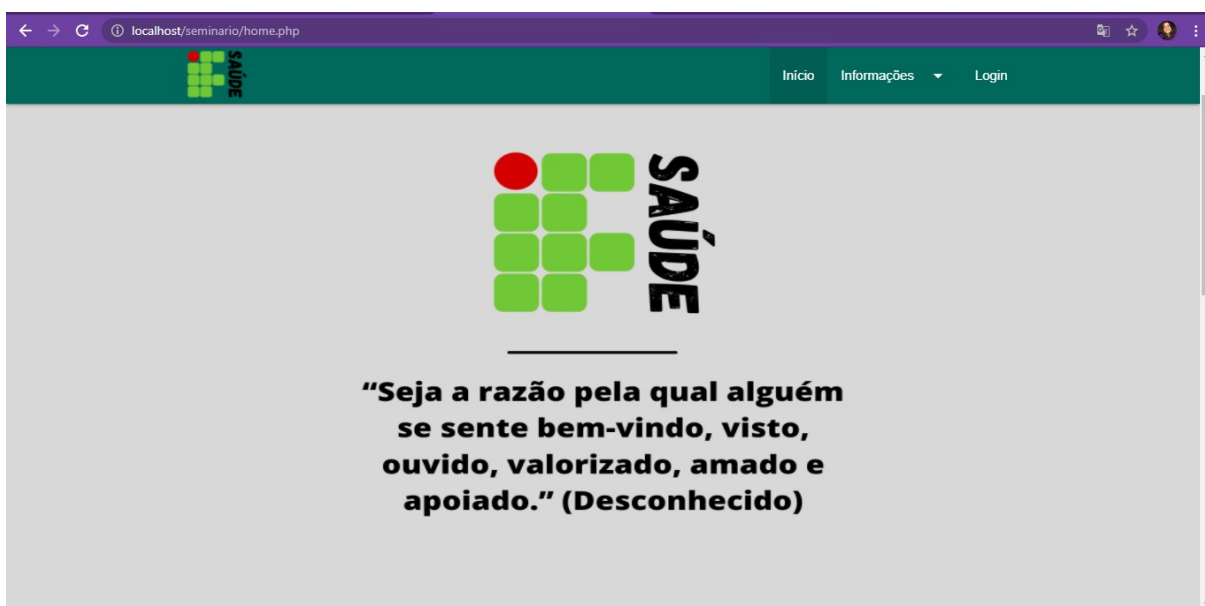 localhost/seminario/home.php
SAÚDE
Início Informações Login
SAÚDE
“Seja a razão pela qual alguém
se sente bem-vindo, visto,
ouvido, valorizado, amado e
apoiado.” (Desconhecido)